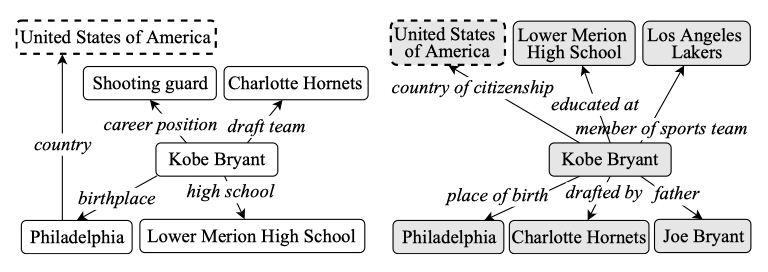 United States of America
Shooting guard
Charlotte Hornets
career position
draft team
country
Kobe Bryant
birthplace
high school
Philadelphia
Lower Merion High School
United States
of America
Lower Merion
High School
Los Angeles
Lakers
country of citizenship
educated at
member of sports team
Kobe Bryant
place of birth
drafted by
father
Philadelphia
Charlotte Hornets
Joe Bryant